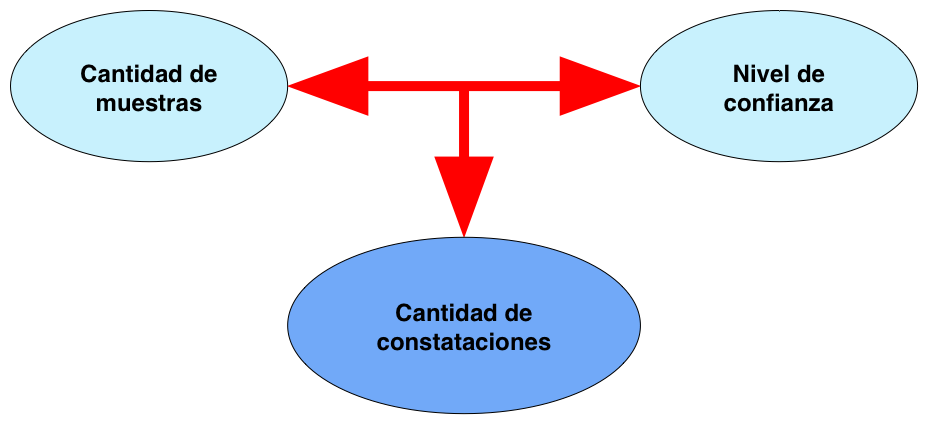 Cantidad de
muestras
Nivel de
confianza
Cantidad de
constataciones